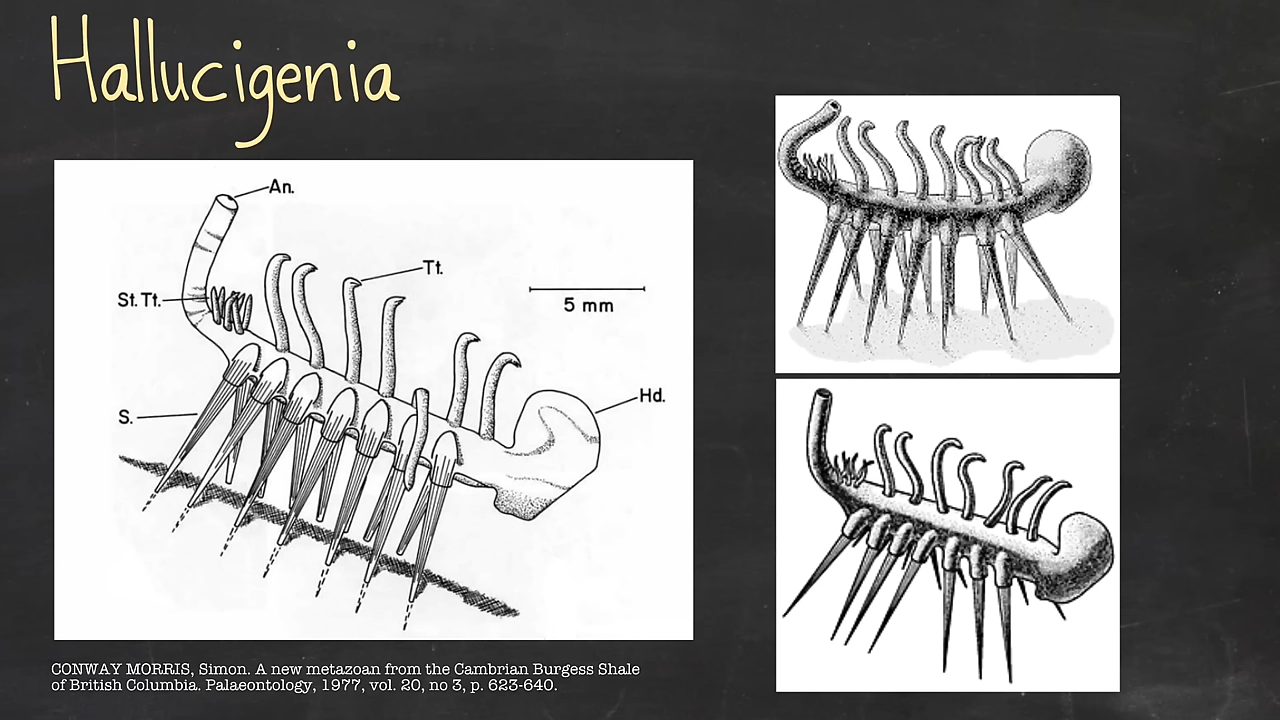 Hallucigenia
An.
Tt.
St. Tt.
5 mm
Hd.
S.
CONWAY MORRIS, Simon. A new metazoan from the Cambrian Burgess Shale
of British Columbia. Palaeontology, 1977, vol. 20, no 3, p. 623-640.